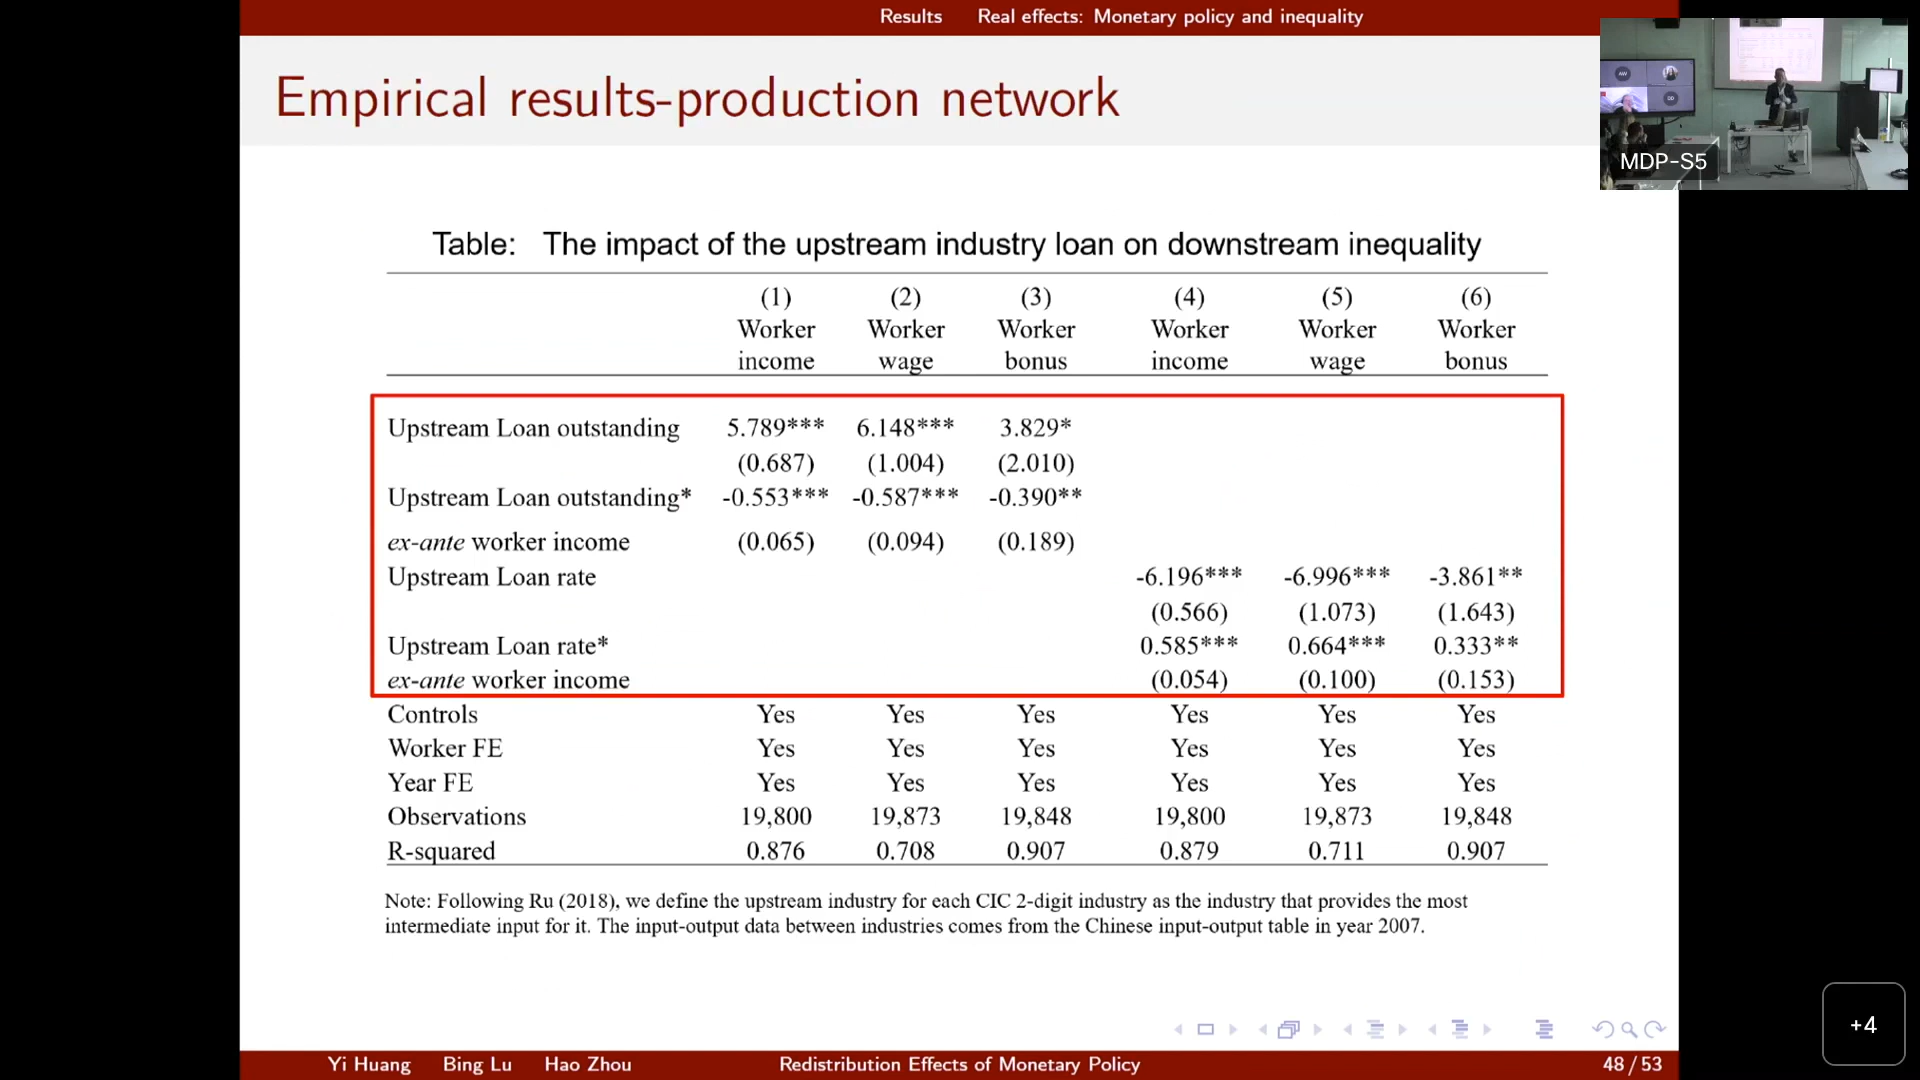 Results Real effects: Monetary policy and inequality
Empirical results-production network
MDP-S5
AW
Table: The impact of the upstream industry loan on downstream inequality
(1) (2) (3) (4) (5) (6)
Worker Worker Worker Worker Worker Worker
income wage bonus income wage bonus
Upstream Loan outstanding 5.789*** 6.148*** 3.829*
(0.687) (1.004) (2.010)
Upstream Loan outstanding* -0.553*** -0.587*** -0.390**
ex-ante worker income (0.065) (0.094) (0.189)
Upstream Loan rate -6.196*** -6.996*** -3.861**
(0.566) (1.073) (1.643)
Upstream Loan rate* 0.585*** 0.664*** 0.333**
ex-ante worker income (0.054) (0.100) (0.153)
Controls Yes Yes Yes Yes Yes Yes
Worker FE Yes Yes Yes Yes Yes Yes
Year FE Yes Yes Yes Yes Yes Yes
Observations 19,800 19,873 19,848 19,800 19,873 19,848
R-squared 0.876 0.708 0.907 0.879 0.711 0.907
Note: Following Ru (2018), we define the upstream industry for each CIC 2-digit industry as the industry that provides the most
intermediate input for it. The input-output data between industries comes from the Chinese input-output table in year 2007.
+4
Yi Huang Bing Lu Hao Zhou Redistribution Effects of Monetary Policy 48 / 53